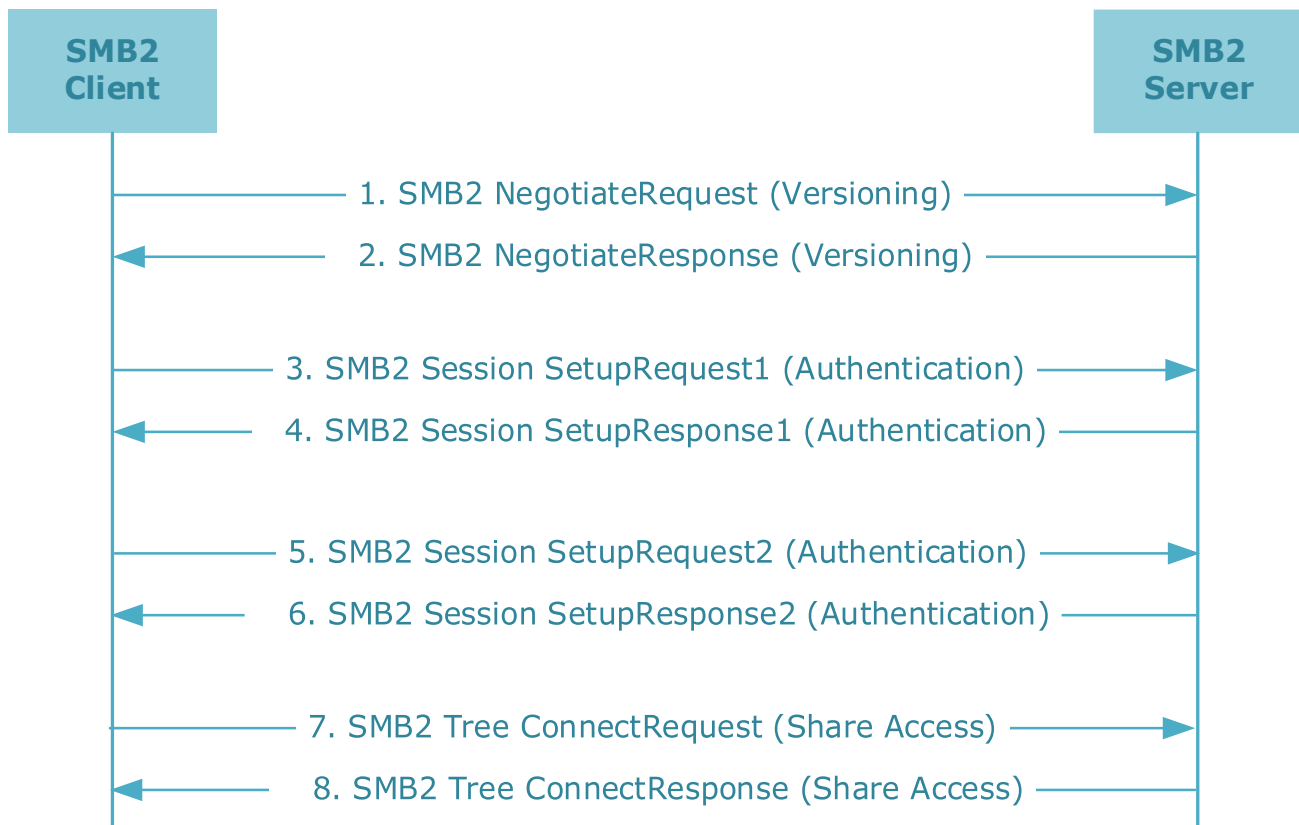 SMB2
Client
SMB2
Server
1. SMB2 NegotiateRequest (Versioning)
2. SMB2 NegotiateResponse (Versioning)
3. SMB2 Session SetupRequest1 (Authentication)
4. SMB2 Session SetupResponse1 (Authentication)
5. SMB2 Session SetupRequest2 (Authentication)
6. SMB2 Session SetupResponse2 (Authentication)
7. SMB2 Tree ConnectRequest (Share Access)
8. SMB2 Tree ConnectResponse (Share Access)